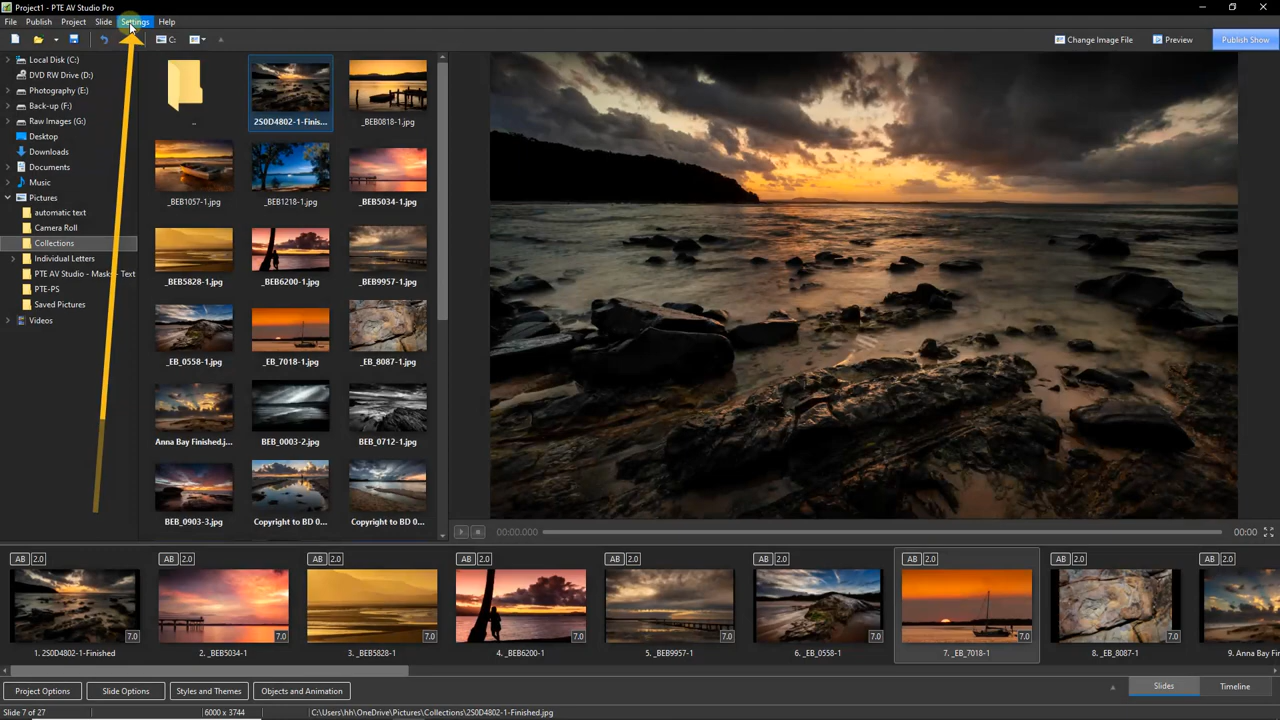 Project1 - PTE AV Studio Pro
File Publish Project Slide Settings Help
C:
Change Image File Preview Publish Show
Local Disk (C:)
DVD RW Drive (D:)
Photography (E:)
Back-up (F:)
Raw Images (G:)
Desktop
Downloads
Documents
Music
Pictures
automatic text
Camera Roll
Collections
Individual Letters
PTE AV Studio - Masks Text
PTE-PS
Saved Pictures
Videos
.. 2S0D4802-1-Finis... _BEB0818-1.jpg
_BEB1057-1.jpg _BEB1218-1.jpg _BEB5034-1.jpg
_BEB5828-1.jpg _BEB6200-1.jpg _BEB9957-1.jpg
_EB_0558-1.jpg _EB_7018-1.jpg _EB_8087-1.jpg
Anna Bay Finished.j... BEB_0003-2.jpg BEB_0712-1.jpg
BEB_0903-3.jpg Copyright to BD 0... Copyright to BD 0...
00:00.000 00:00
AB 2.0 AB 2.0 AB 2.0 AB 2.0 AB 2.0 AB 2.0 AB 2.0 AB 2.0 AB 2.0
7.0 7.0 7.0 7.0 7.0 7.0 7.0 7.0
1. 2S0D4802-1-Finished 2. _BEB5034-1 3. _BEB5828-1 4. _BEB6200-1 5. _BEB9957-1 6. _EB_0558-1 7. _EB_7018-1 8. _EB_8087-1 9. Anna Bay Fin
Project Options Slide Options Styles and Themes Objects and Animation Slides Timeline
Slide 7 of 27 6000 x 3744 C:\Users\hh\OneDrive\Pictures\Collections\2S0D4802-1-Finished.jpg